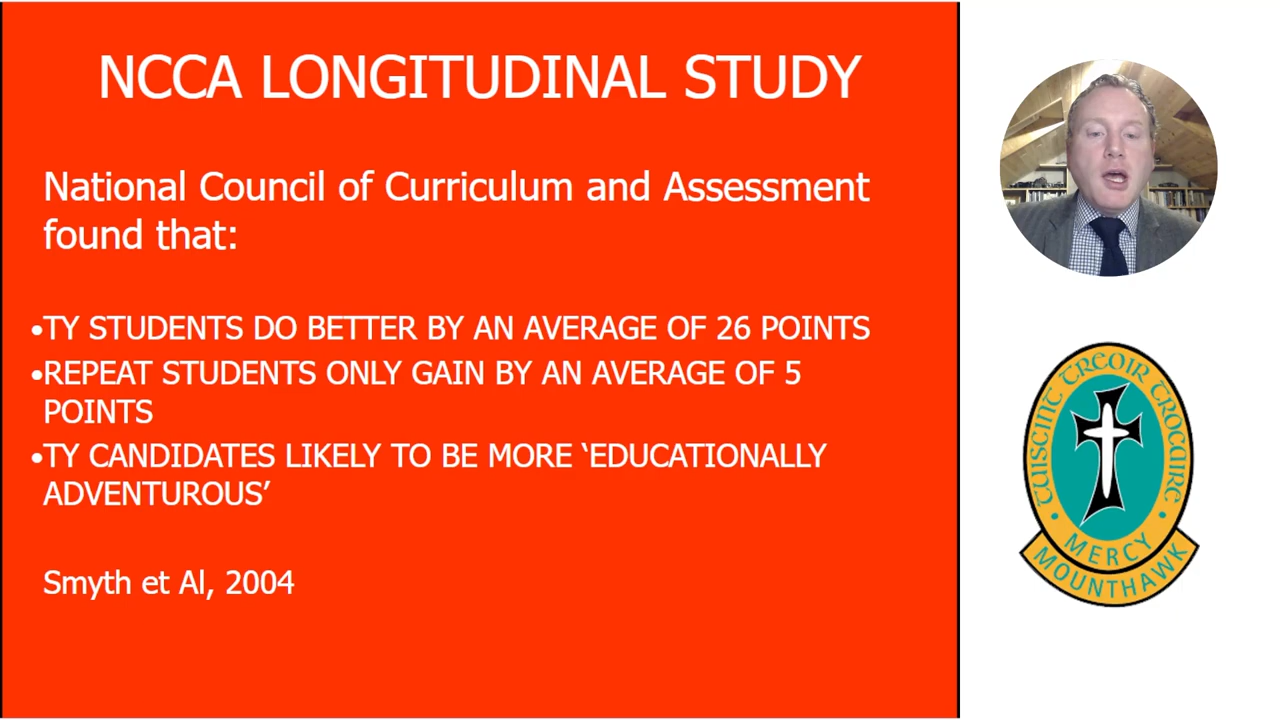 NCCA LONGITUDINAL STUDY
National Council of Curriculum and Assessment
found that:
•TY STUDENTS DO BETTER BY AN AVERAGE OF 26 POINTS
•REPEAT STUDENTS ONLY GAIN BY AN AVERAGE OF 5
POINTS
•TY CANDIDATES LIKELY TO BE MORE ‘EDUCATIONALLY
ADVENTUROUS’
Smyth et Al, 2004
TUISCINT TREOIR TROCAIRE
• MERCY •
MOUNTHAWK